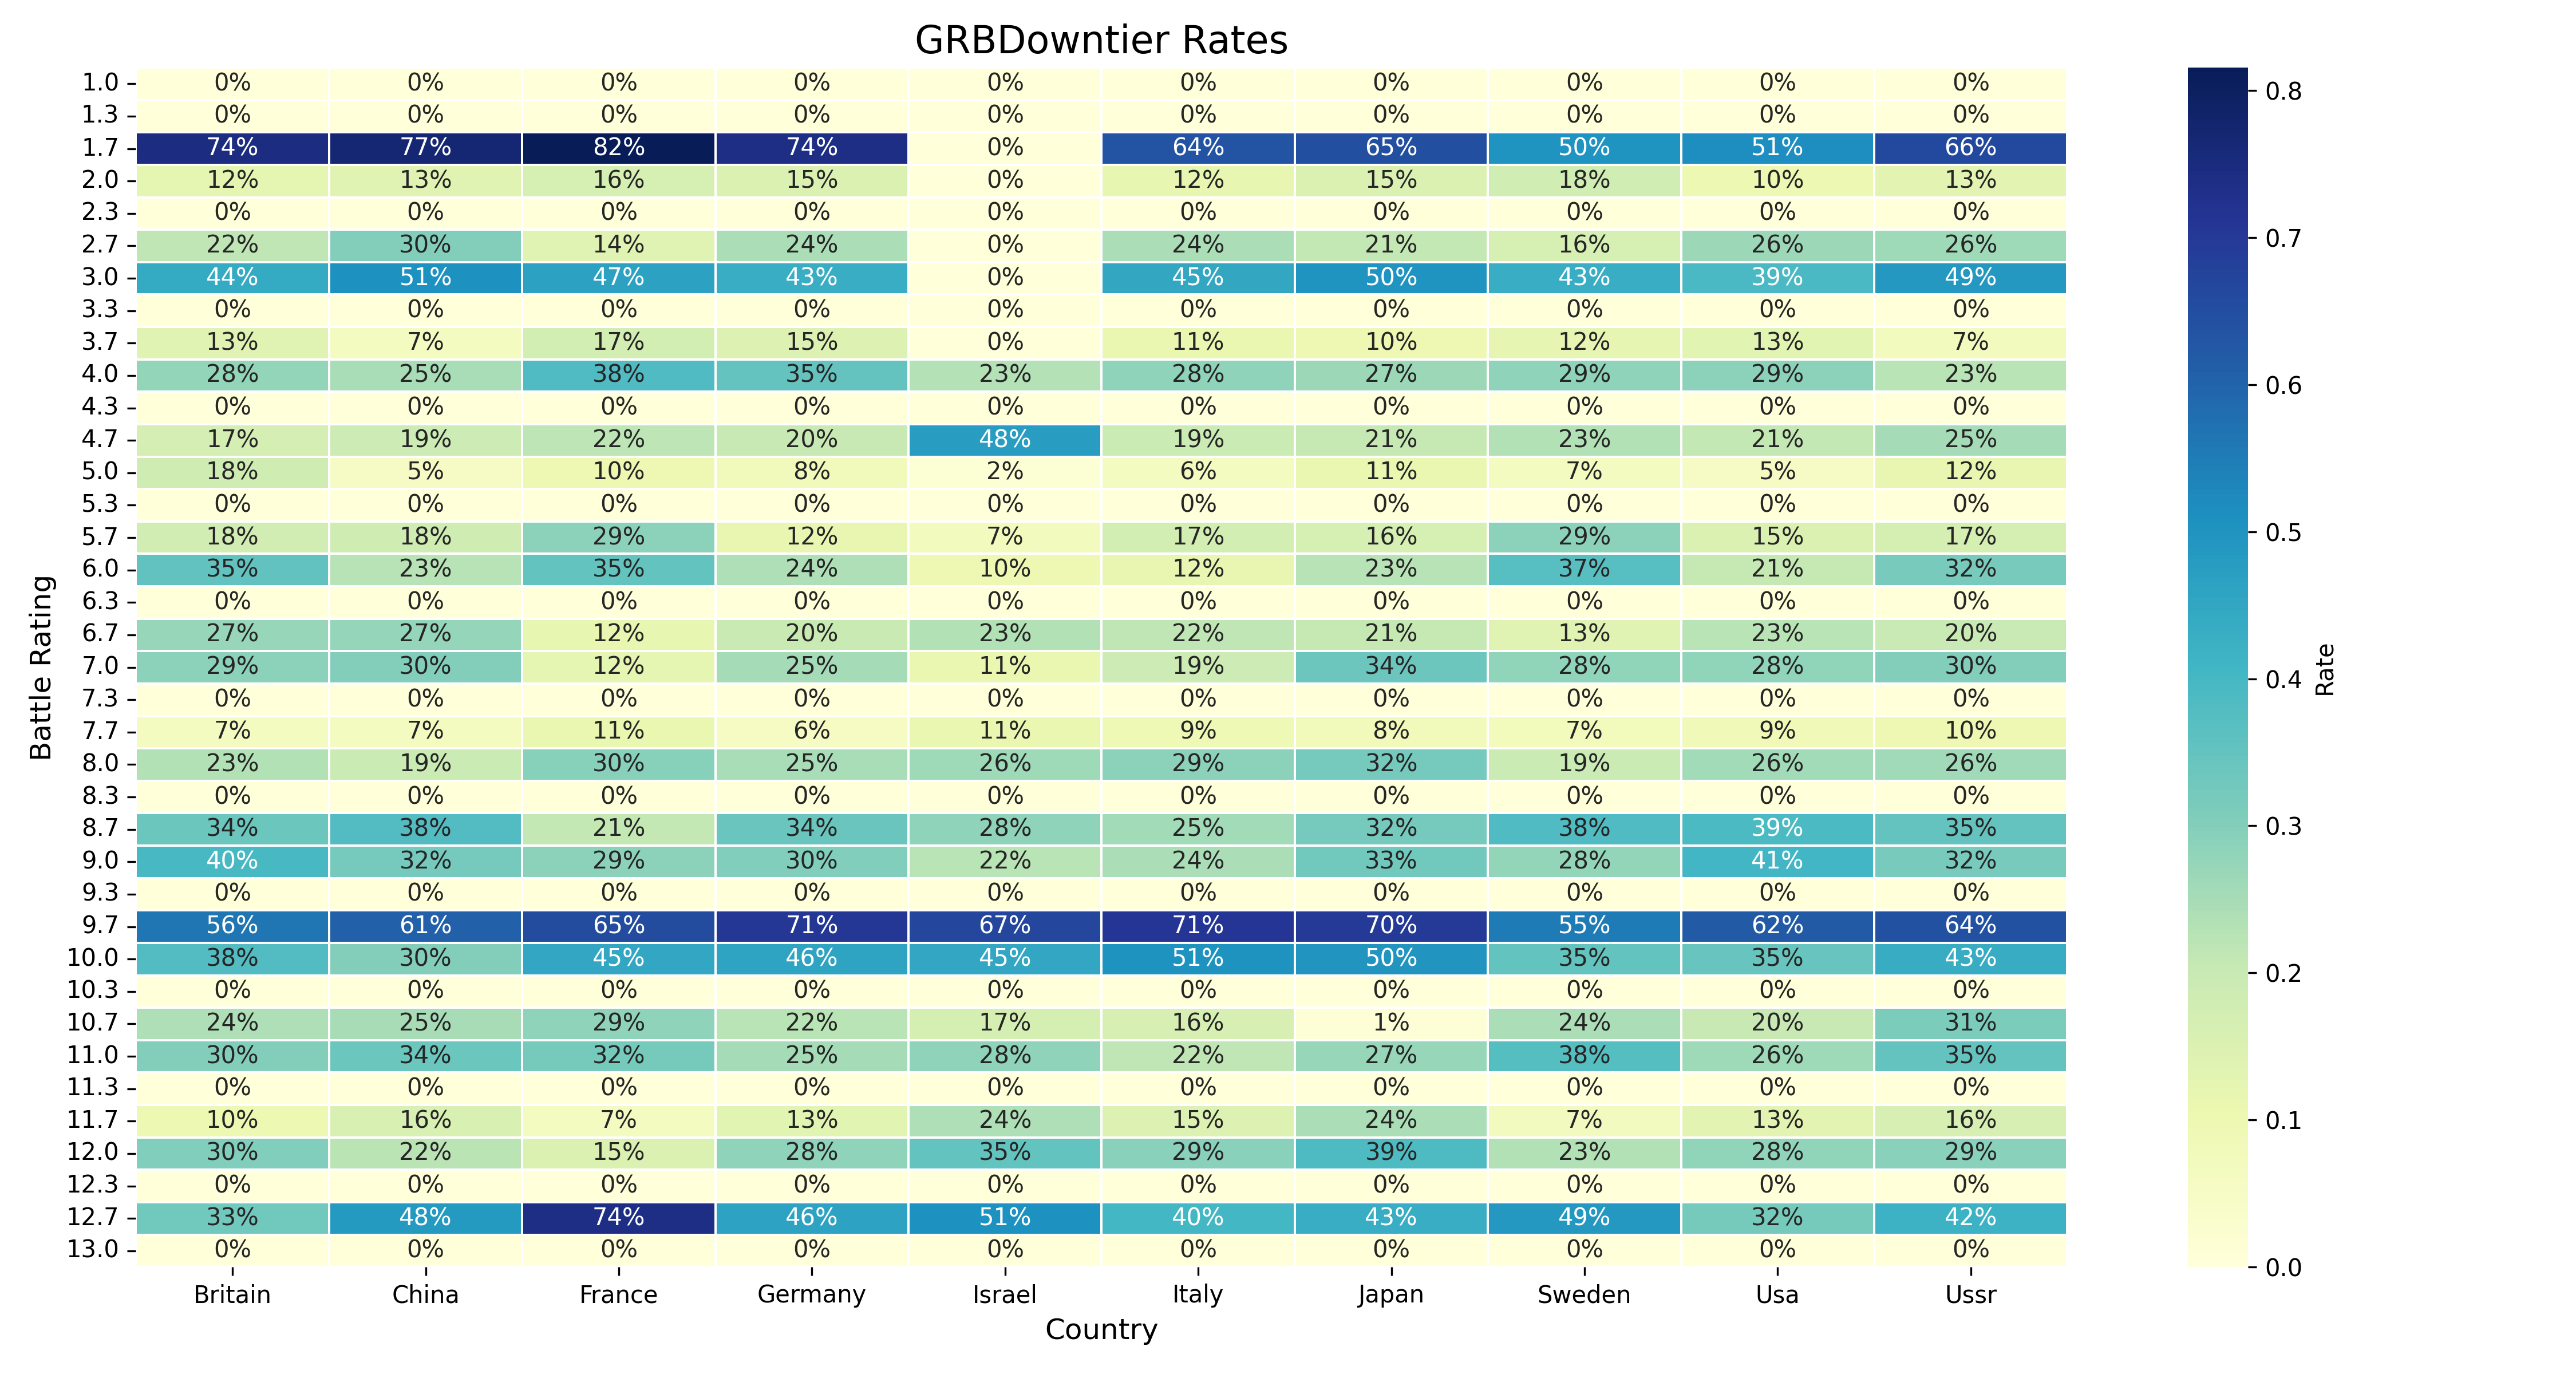 GRBDowntier Rates
1.0 0% 0% 0% 0% 0% 0% 0% 0% 0% 0%
1.3 0% 0% 0% 0% 0% 0% 0% 0% 0% 0%
1.7 74% 77% 82% 74% 0% 64% 65% 50% 51% 66%
2.0 12% 13% 16% 15% 0% 12% 15% 18% 10% 13%
2.3 0% 0% 0% 0% 0% 0% 0% 0% 0% 0%
2.7 22% 30% 14% 24% 0% 24% 21% 16% 26% 26%
3.0 44% 51% 47% 43% 0% 45% 50% 43% 39% 49%
3.3 0% 0% 0% 0% 0% 0% 0% 0% 0% 0%
3.7 13% 7% 17% 15% 0% 11% 10% 12% 13% 7%
4.0 28% 25% 38% 35% 23% 28% 27% 29% 29% 23%
4.3 0% 0% 0% 0% 0% 0% 0% 0% 0% 0%
4.7 17% 19% 22% 20% 48% 19% 21% 23% 21% 25%
5.0 18% 5% 10% 8% 2% 6% 11% 7% 5% 12%
5.3 0% 0% 0% 0% 0% 0% 0% 0% 0% 0%
5.7 18% 18% 29% 12% 7% 17% 16% 29% 15% 17%
6.0 35% 23% 35% 24% 10% 12% 23% 37% 21% 32%
6.3 0% 0% 0% 0% 0% 0% 0% 0% 0% 0%
6.7 27% 27% 12% 20% 23% 22% 21% 13% 23% 20%
7.0 29% 30% 12% 25% 11% 19% 34% 28% 28% 30%
7.3 0% 0% 0% 0% 0% 0% 0% 0% 0% 0%
7.7 7% 7% 11% 6% 11% 9% 8% 7% 9% 10%
8.0 23% 19% 30% 25% 26% 29% 32% 19% 26% 26%
8.3 0% 0% 0% 0% 0% 0% 0% 0% 0% 0%
8.7 34% 38% 21% 34% 28% 25% 32% 38% 39% 35%
9.0 40% 32% 29% 30% 22% 24% 33% 28% 41% 32%
9.3 0% 0% 0% 0% 0% 0% 0% 0% 0% 0%
9.7 56% 61% 65% 71% 67% 71% 70% 55% 62% 64%
10.0 38% 30% 45% 46% 45% 51% 50% 35% 35% 43%
10.3 0% 0% 0% 0% 0% 0% 0% 0% 0% 0%
10.7 24% 25% 29% 22% 17% 16% 1% 24% 20% 31%
11.0 30% 34% 32% 25% 28% 22% 27% 38% 26% 35%
11.3 0% 0% 0% 0% 0% 0% 0% 0% 0% 0%
11.7 10% 16% 7% 13% 24% 15% 24% 7% 13% 16%
12.0 30% 22% 15% 28% 35% 29% 39% 23% 28% 29%
12.3 0% 0% 0% 0% 0% 0% 0% 0% 0% 0%
12.7 33% 48% 74% 46% 51% 40% 43% 49% 32% 42%
13.0 0% 0% 0% 0% 0% 0% 0% 0% 0% 0%
Britain China France Germany Israel Italy Japan Sweden Usa Ussr
Country
Battle Rating
0.8
0.7
0.6
0.5
0.4
0.3
0.2
0.1
0.0
Rate